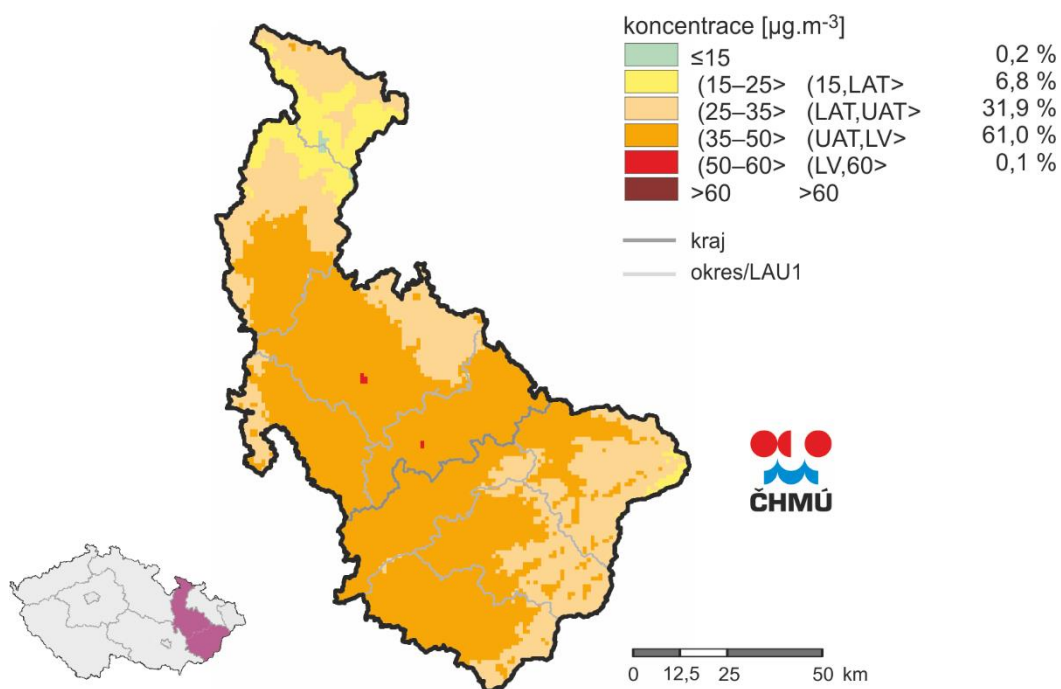 koncentrace [µg.m-³]
≤15 0,2 %
(15–25> (15,LAT> 6,8 %
(25–35> (LAT,UAT> 31,9 %
(35–50> (UAT,LV> 61,0 %
(50–60> (LV,60> 0,1 %
>60 >60
kraj
okres/LAU1
ČHMÚ
0 12,5 25 50 km